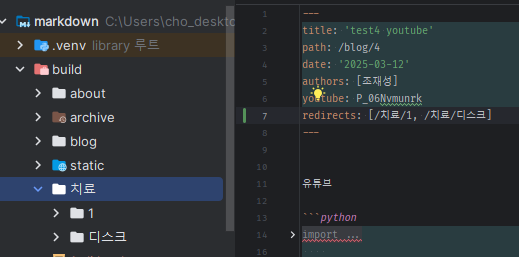 markdown C:\Users\cho_deskto
.venv library 루트
build
about
archive
blog
static
치료
1
디스크
1
2 title: 'test4 youtube'
3 path: /blog/4
4 date: '2025-03-12'
5 authors: [조재성]
6 youtube: P_06Nvmunrk
7 redirects: [/치료/1, /치료/디스크]
8 ---
9
10
11 유튜브
12
13 ```python
14 import ...
16